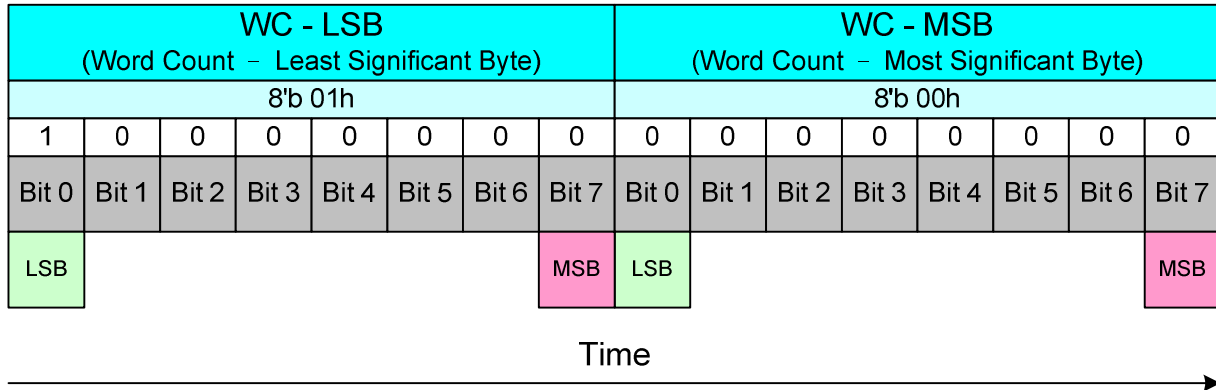 WC - LSB WC - MSB
(Word Count – Least Significant Byte) (Word Count – Most Significant Byte)
8'b 01h 8'b 00h
1 0 0 0 0 0 0 0 0 0 0 0 0 0 0 0
Bit 0 Bit 1 Bit 2 Bit 3 Bit 4 Bit 5 Bit 6 Bit 7 Bit 0 Bit 1 Bit 2 Bit 3 Bit 4 Bit 5 Bit 6 Bit 7
LSB MSB LSB MSB
Time